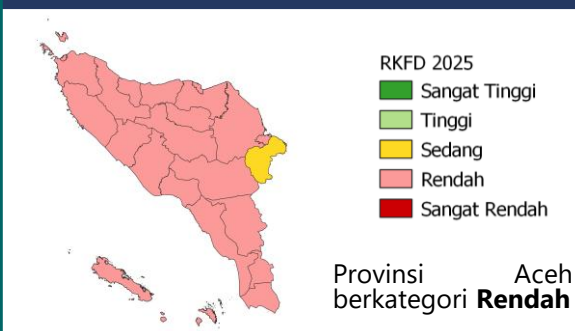 RKFD 2025
Sangat Tinggi
Tinggi
Sedang
Rendah
Sangat Rendah
Provinsi Aceh
berkategori Rendah